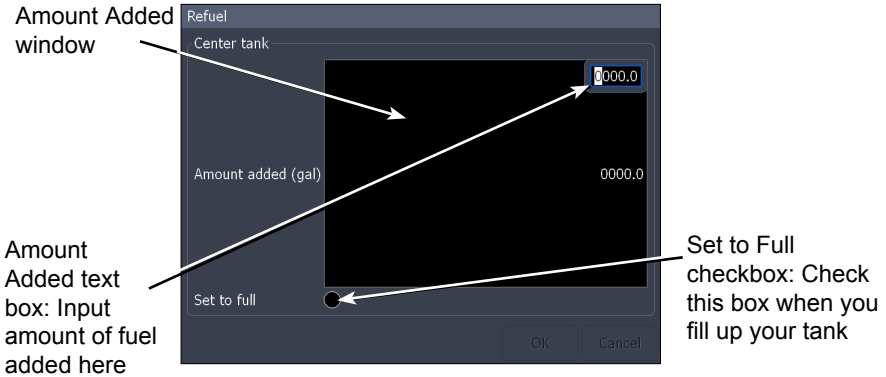 Amount Added
window
Refuel
Center tank
0000.0
Amount added (gal)
0000.0
Amount
Added text
box: Input
amount of fuel
added here
Set to full
Set to Full
checkbox: Check
this box when you
fill up your tank
OK
Cancel